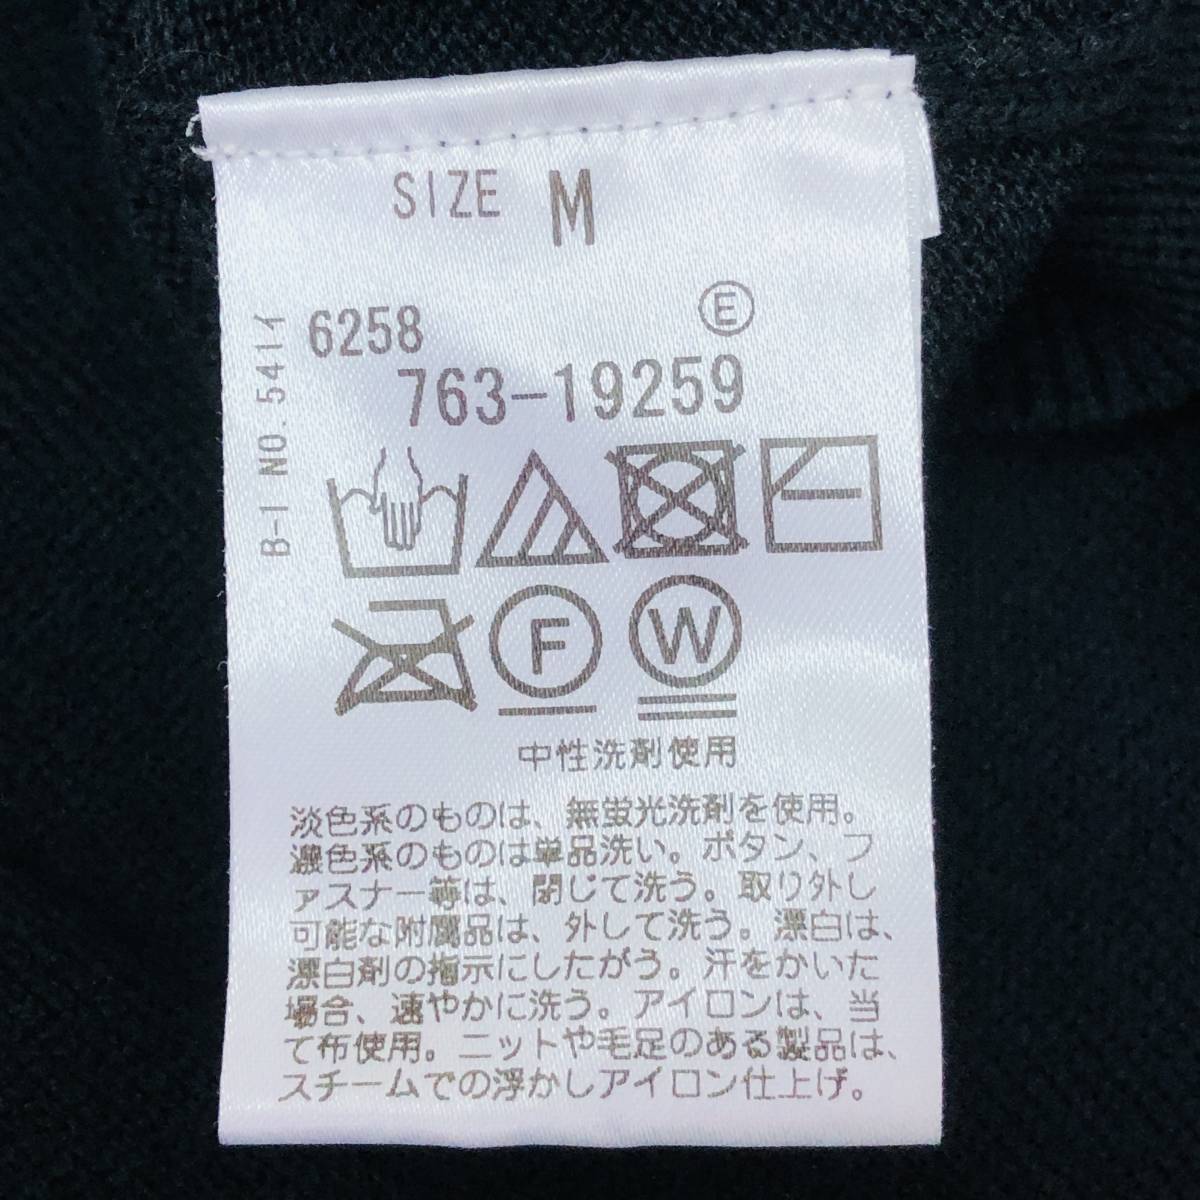 SIZE M
E
6258
763-19259
B-I NO.541イ
F W
中性洗剤使用
淡色系のものは、無蛍光洗剤を使用。
濃色系のものは単品洗い。ボタン、フ
ァスナー等は、閉じて洗う。取り外し
可能な附属品は、外して洗う。漂白は、
漂白剤の指示にしたがう。汗をかいた
場合、速やかに洗う。アイロンは、当
て布使用。ニットや毛足のある製品は、
スチームでの浮かしアイロン仕上げ。